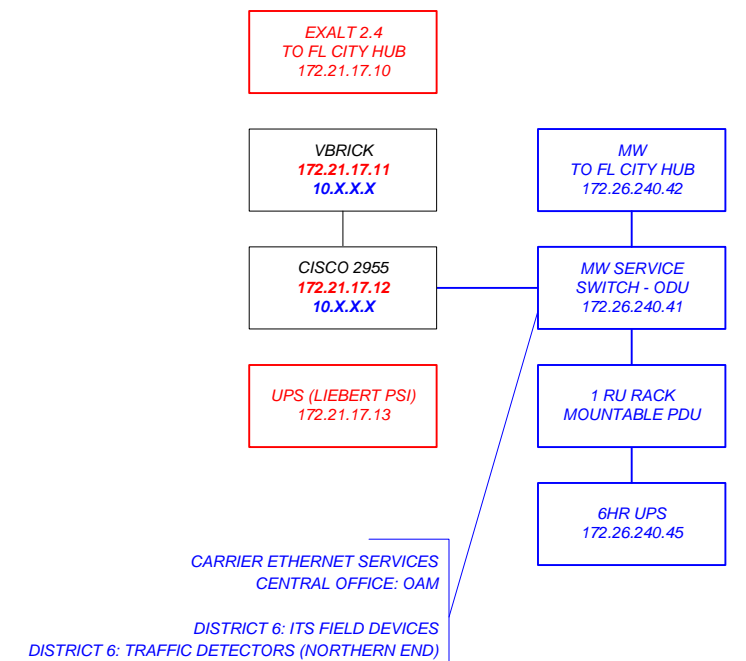 EXALT 2.4
TO FL CITY HUB
172.21.17.10
VBRICK
172.21.17.11
10.X.X.X
MW
TO FL CITY HUB
172.26.240.42
CISCO 2955
172.21.17.12
10.X.X.X
MW SERVICE
SWITCH - ODU
172.26.240.41
UPS (LIEBERT PSI)
172.21.17.13
1 RU RACK
MOUNTABLE PDU
6HR UPS
172.26.240.45
CARRIER ETHERNET SERVICES
CENTRAL OFFICE: OAM
DISTRICT 6: ITS FIELD DEVICES
DISTRICT 6: TRAFFIC DETECTORS (NORTHERN END)